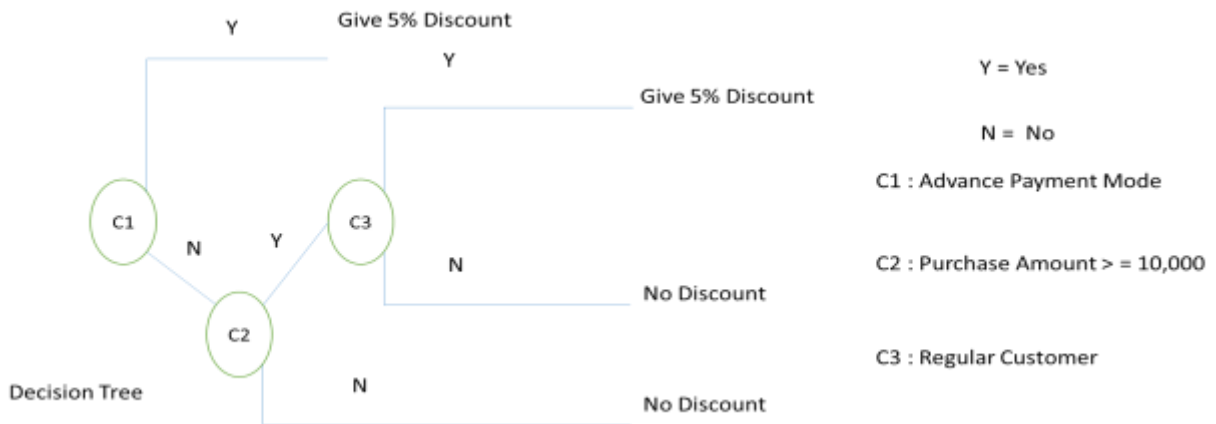 Y
Give 5% Discount
Y
Give 5% Discount
C1
N
Y
C3
N
No Discount
C2
N
No Discount
Decision Tree
Y = Yes
N = No
C1 : Advance Payment Mode
C2 : Purchase Amount > = 10,000
C3 : Regular Customer